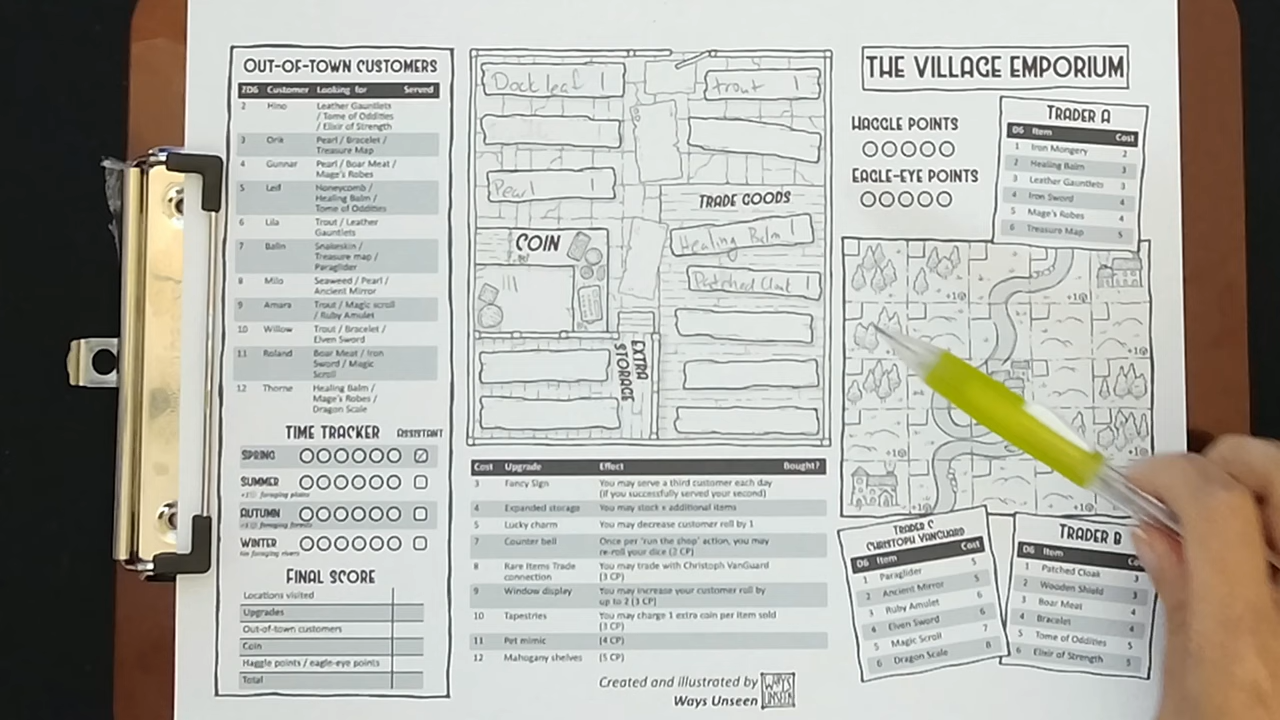 OUT-OF-TOWN CUSTOMERS
2D6 Customer Looking for Served
2 Hino Leather Gauntlets
/ Tome of Oddities
/ Elixir of Strength
3 Orik Pearl / Bracelet /
Treasure Map
4 Gunnar Pearl / Boar Meat /
Mage's Robes
5 Leif Honeycomb /
Healing Balm /
Tome of Oddities
6 Lila Trout / Leather
Gauntlets
7 Balin Snakeskin /
Treasure map /
Paraglider
8 Milo Seaweed / Pearl /
Ancient Mirror
9 Amara Trout / Magic scroll
/ Ruby Amulet
10 Willow Trout / Bracelet /
Elven Sword
11 Roland Boar Meat / Iron
Sword / Magic
Scroll
12 Thorne Healing Balm /
Mage's Robes /
Dragon Scale
TIME TRACKER ASSISTANT
SPRING
SUMMER
foraging plains
AUTUMN
foraging forests
WINTER
No foraging rivers
FINAL SCORE
Locations visited
Upgrades
Out-of-town customers
Coin
Haggle points / eagle-eye points
Total
Dock leaf 1
trout 1
Pearl 1
TRADE GOODS
COIN
Healing Balm 1
Patched Cloak 1
EXTRA STORAGE
Cost Upgrade Effect Bought?
3 Fancy Sign You may serve a third customer each day
(if you successfully served your second)
4 Expanded storage You may stock 2 additional items
5 Lucky charm You may decrease customer roll by 1
7 Counter bell Once per 'run the shop' action, you may
re-roll your dice (2 CP)
8 Rare Items Trade You may trade with Christoph VanGuard
connection (3 CP)
9 Window display You may increase your customer roll by
up to 2 (3 CP)
10 Tapestries You may charge 1 extra coin per item sold
(3 CP)
11 Pet mimic (4 CP)
12 Mahogany shelves (5 CP)
Created and illustrated by
Ways Unseen
WAYS
UNSEEN
THE VILLAGE EMPORIUM
HAGGLE POINTS
EAGLE-EYE POINTS
TRADER A
D6 Item Cost
1 Iron Mongery 2
2 Healing Balm 3
3 Leather Gauntlets 3
4 Iron Sword 4
5 Mage's Robes 4
6 Treasure Map 5
+1
+1
+1
+1
+1
+1
+1
TRADER C
CHRISTOPH VANGUARD
D6 Item Cost
1 Paraglider 5
2 Ancient Mirror 5
3 Ruby Amulet 6
4 Elven Sword 6
5 Magic Scroll 7
6 Dragon Scale 8
TRADER B
D6 Item
1 Patched Cloak 3
2 Wooden Shield 3
3 Boar Meat 4
4 Bracelet 4
5 Tome of Oddities 5
6 Elixir of Strength 5